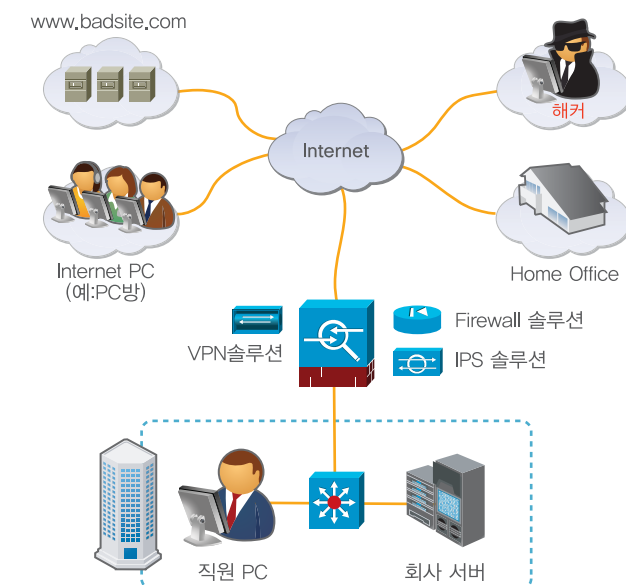 www.badsite.com
해커
Internet
Internet PC
(예:PC방)
Home Office
VPN솔루션
Firewall 솔루션
IPS 솔루션
직원 PC
회사 서버